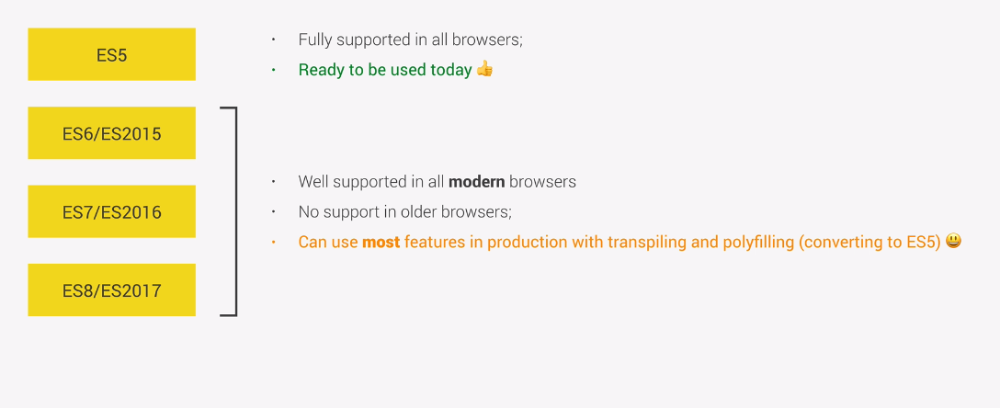 ES5
• Fully supported in all browsers;
• Ready to be used today 👍
ES6/ES2015
ES7/ES2016
ES8/ES2017
• Well supported in all modern browsers
• No support in older browsers;
• Can use most features in production with transpiling and polyfilling (converting to ES5) 😃